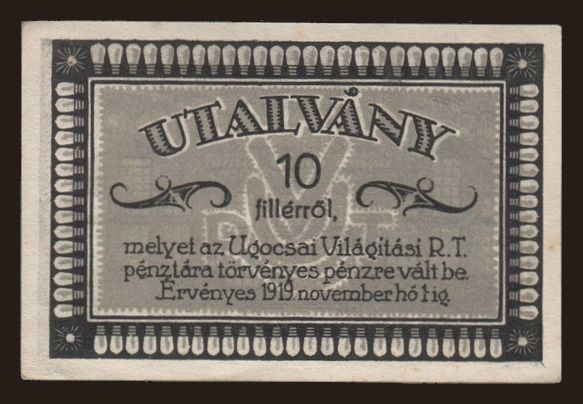 UTALVÁNY
10
fillérről,
melyet az Ugocsai Világítási R.T.
pénztára törvényes pénzre vált be.
Érvényes 1919. november hó 1 ig.